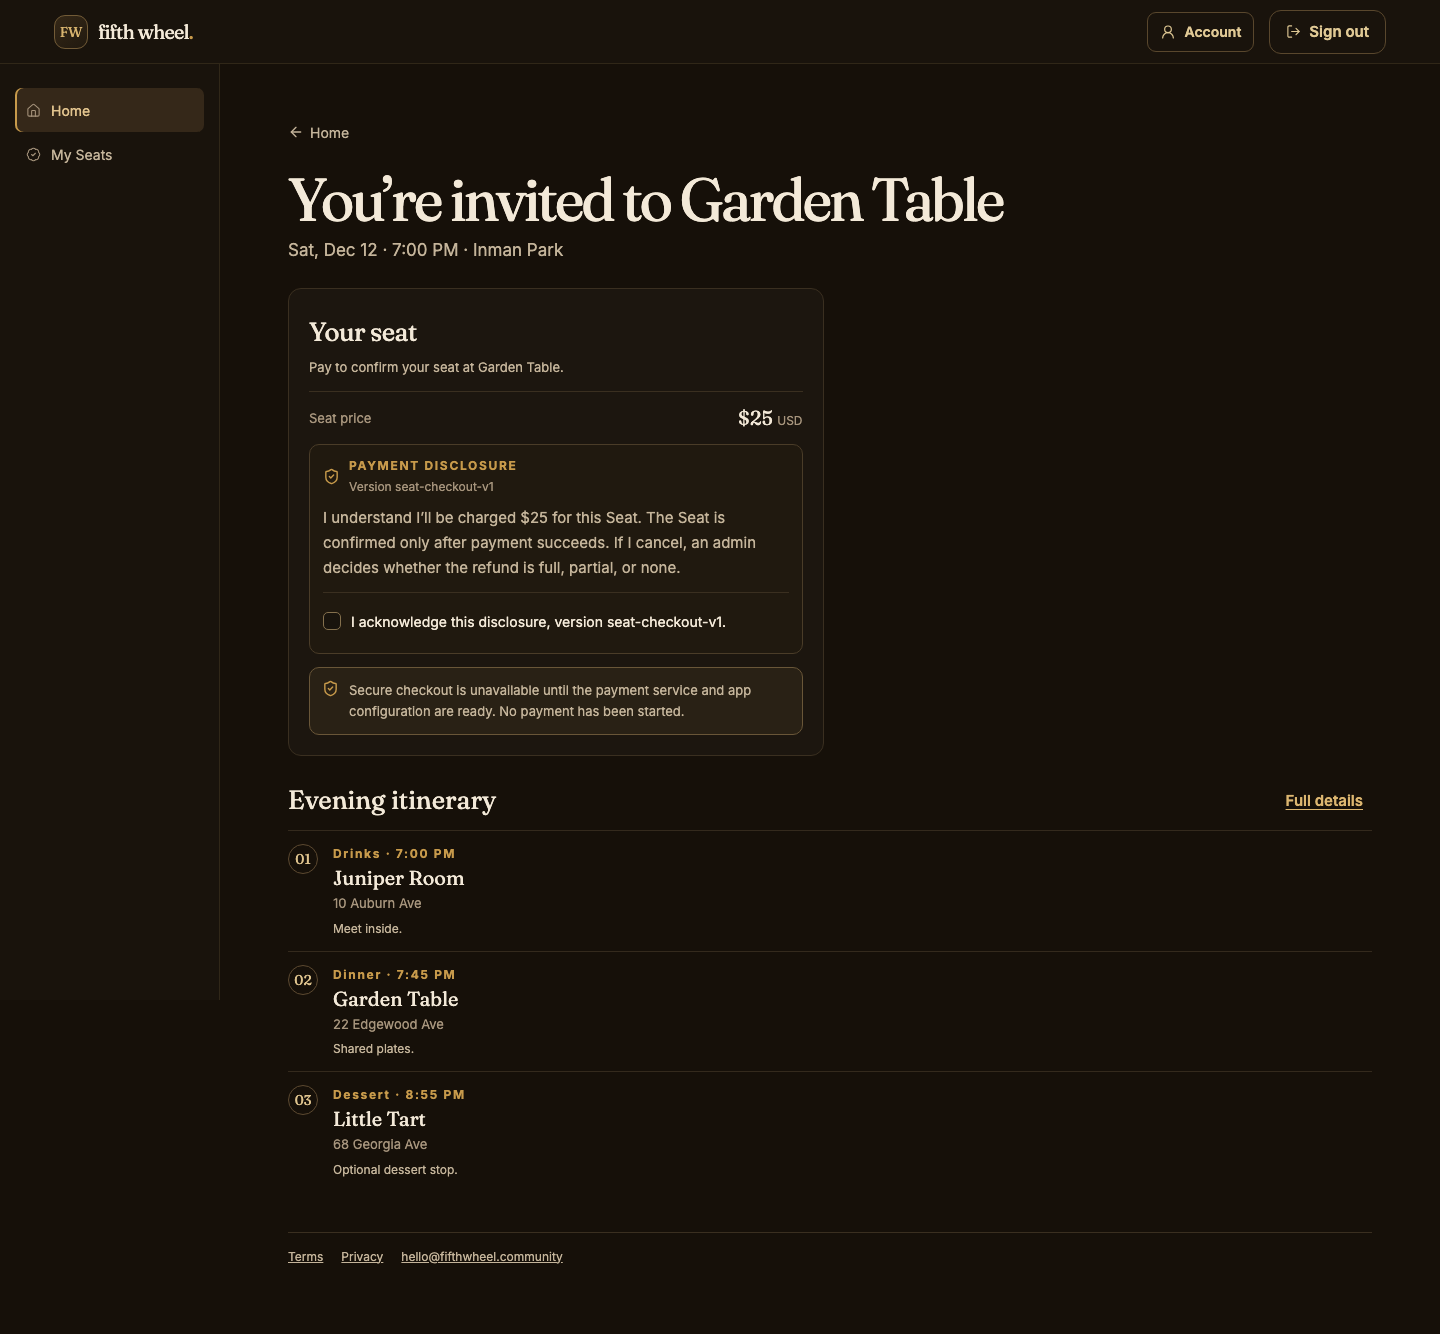 FW fifth wheel.
Account
Sign out
Home
My Seats
Home
You’re invited to Garden Table
Sat, Dec 12 · 7:00 PM · Inman Park
Your seat
Pay to confirm your seat at Garden Table.
Seat price
$25 USD
PAYMENT DISCLOSURE
Version seat-checkout-v1
I understand I’ll be charged $25 for this Seat. The Seat is
confirmed only after payment succeeds. If I cancel, an admin
decides whether the refund is full, partial, or none.
I acknowledge this disclosure, version seat-checkout-v1.
Secure checkout is unavailable until the payment service and app
configuration are ready. No payment has been started.
Evening itinerary
Full details
01
Drinks · 7:00 PM
Juniper Room
10 Auburn Ave
Meet inside.
02
Dinner · 7:45 PM
Garden Table
22 Edgewood Ave
Shared plates.
03
Dessert · 8:55 PM
Little Tart
68 Georgia Ave
Optional dessert stop.
Terms Privacy hello@fifthwheel.community